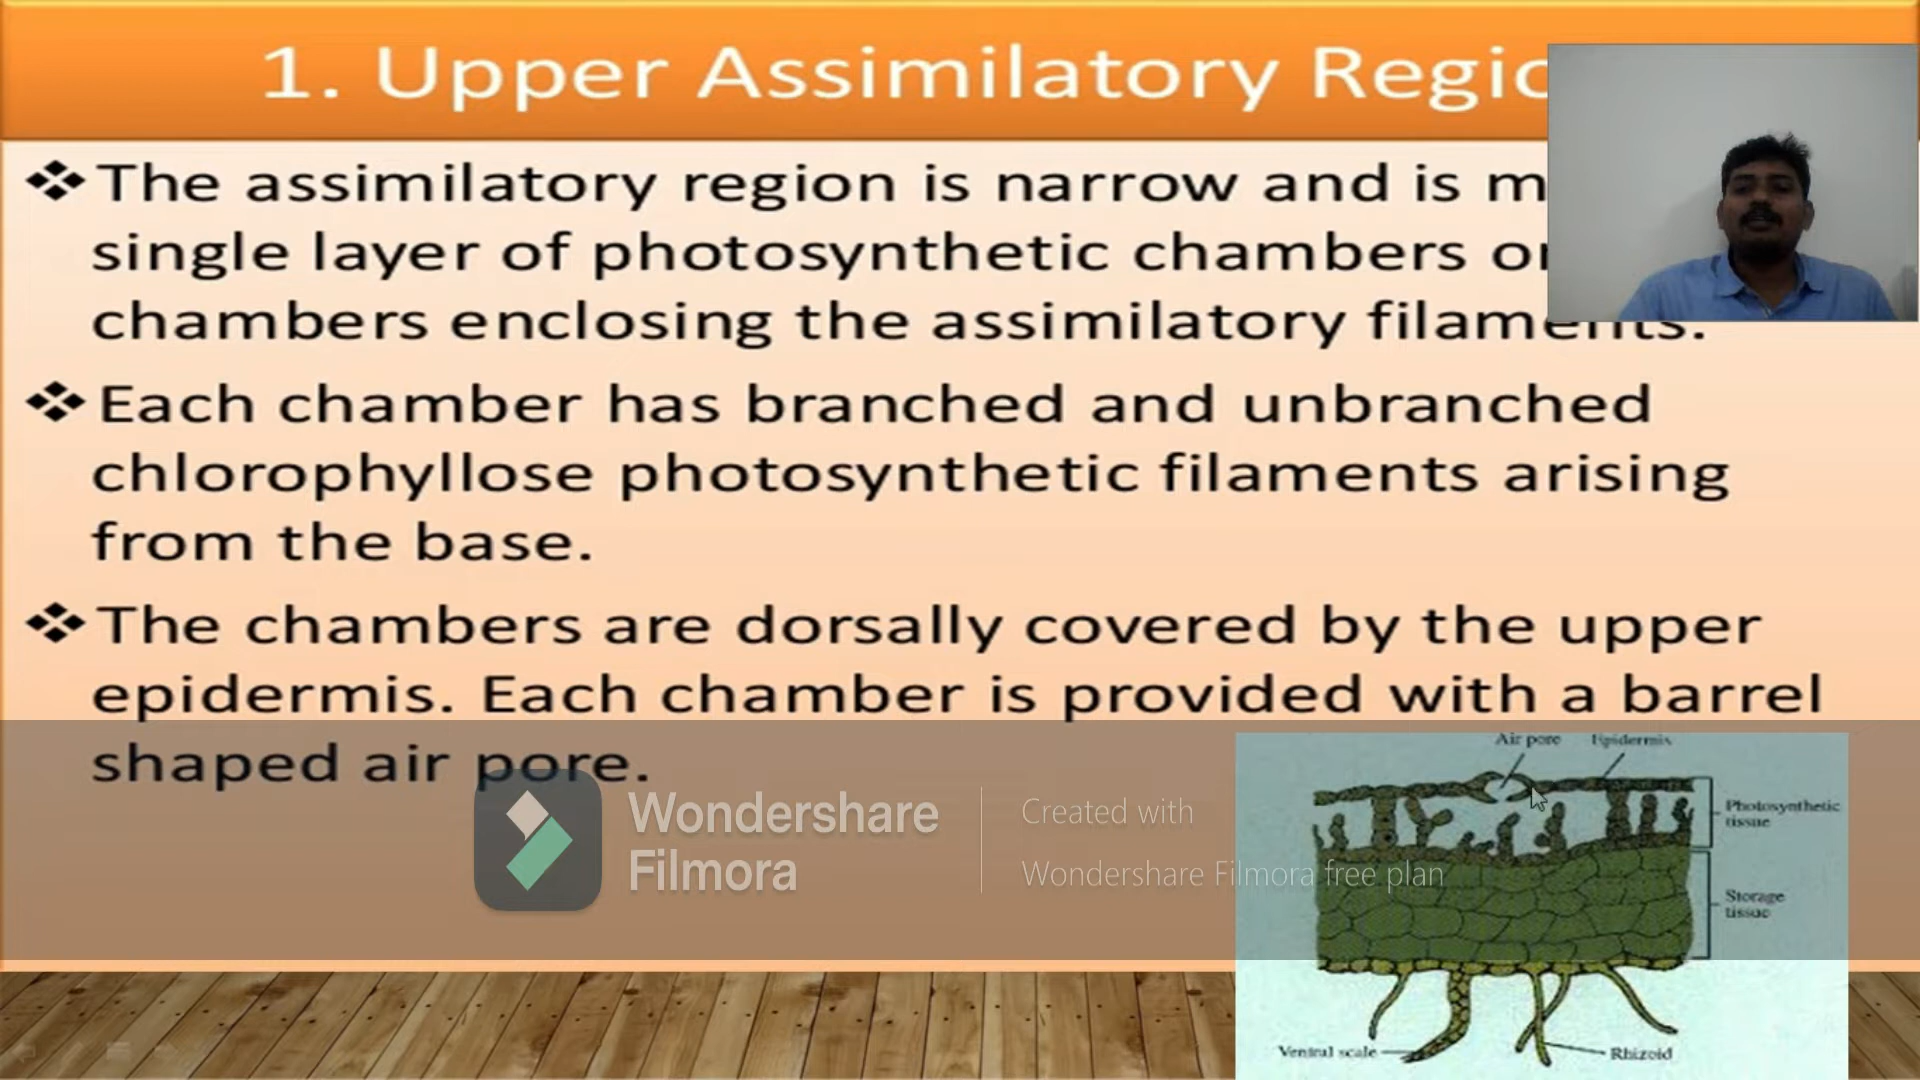 1. Upper Assimilatory
The assimilatory region is narrow and is
single layer of photosynthetic chambers
chambers enclosing the assimilatory filaments.
Each chamber has branched and unbranched
chlorophyllose photosynthetic filaments arising
from the base.
The chambers are dorsally covered by the upper
epidermis. Each chamber is provided with a barrel
shaped air pore.
Wondershare
Filmora
Created with
Wondershare Filmora free plan
Air pore Epidermis
Photosynthetic
tissue
Storage
tissue
Ventral scale
Rhizoid